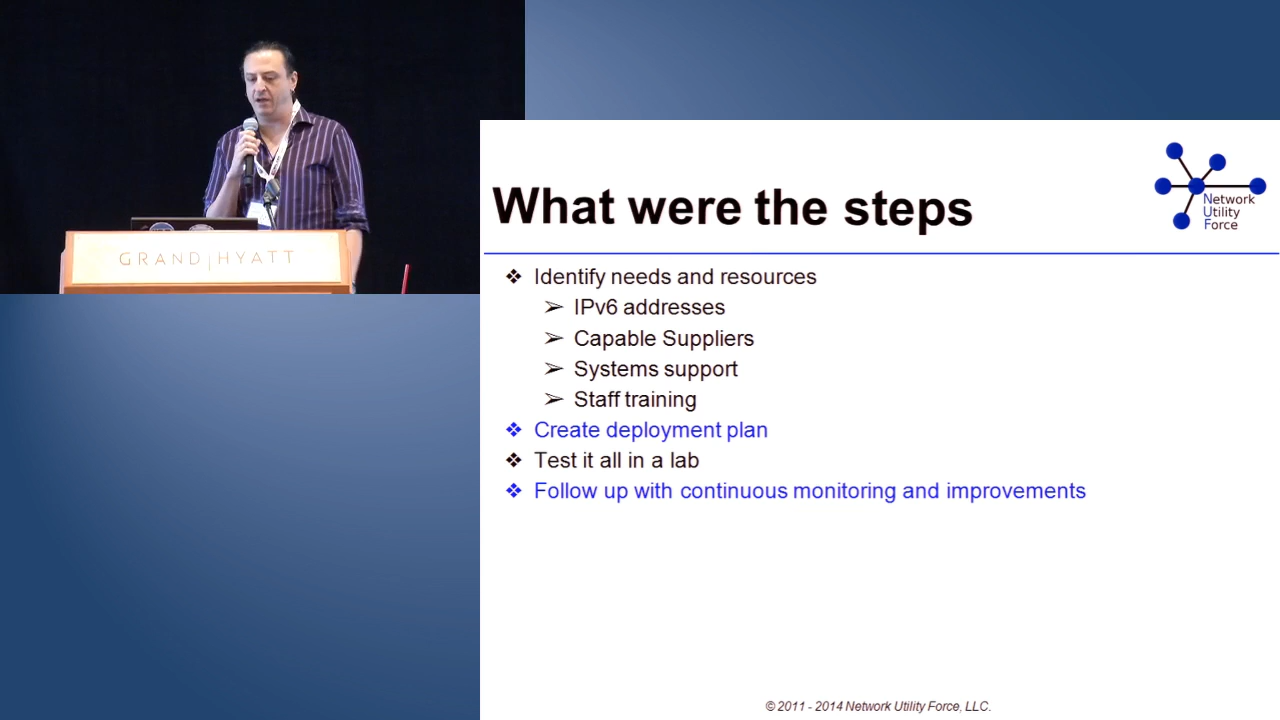 GRAND HYATT
What were the steps
Network
Utility
Force
❖ Identify needs and resources
➢ IPv6 addresses
➢ Capable Suppliers
➢ Systems support
➢ Staff training
❖ Create deployment plan
❖ Test it all in a lab
❖ Follow up with continuous monitoring and improvements
© 2011 - 2014 Network Utility Force, LLC.